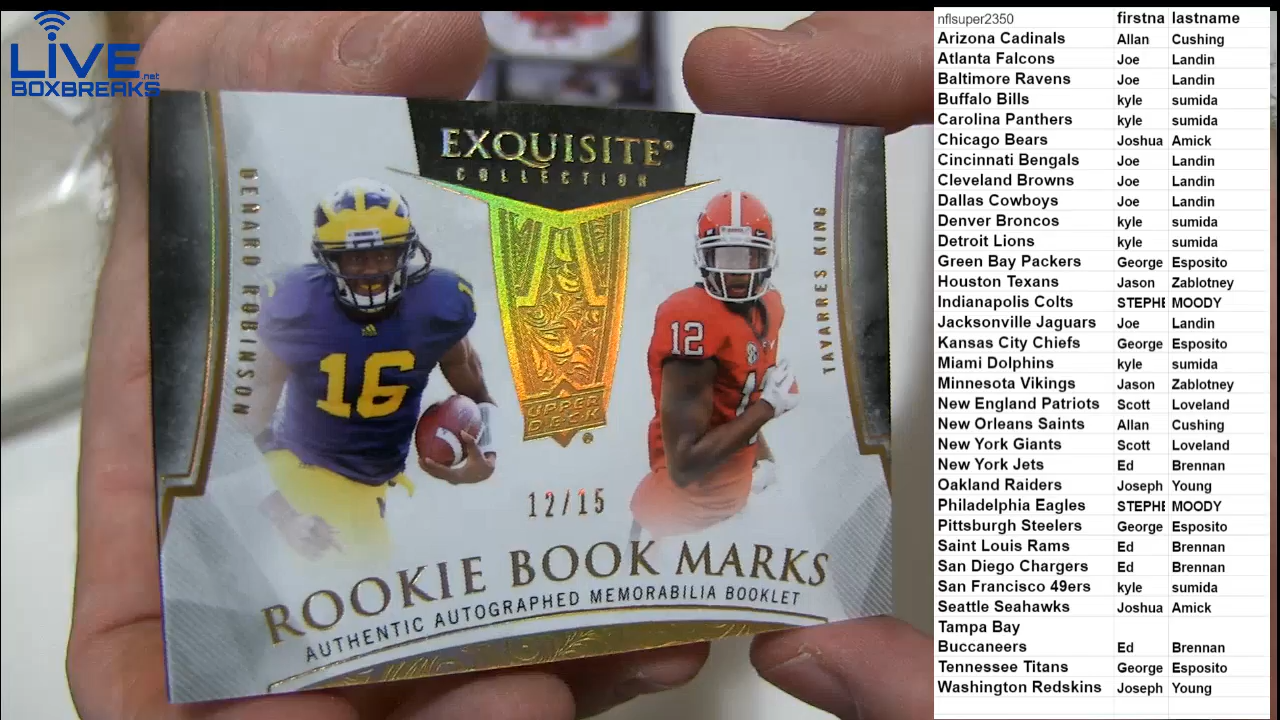 LIVE.net
BOXBREAKS
EXQUISITE®
COLLECTION
DENARD ROBINSON
TAVARRES KING
16
16
12
UPPER
DECK®
12/15
ROOKIE BOOK MARKS
AUTHENTIC AUTOGRAPHED MEMORABILIA BOOKLET
nflsuper2350 firstna lastname
Arizona Cadinals Allan Cushing
Atlanta Falcons Joe Landin
Baltimore Ravens Joe Landin
Buffalo Bills kyle sumida
Carolina Panthers kyle sumida
Chicago Bears Joshua Amick
Cincinnati Bengals Joe Landin
Cleveland Browns Joe Landin
Dallas Cowboys Joe Landin
Denver Broncos kyle sumida
Detroit Lions kyle sumida
Green Bay Packers George Esposito
Houston Texans Jason Zablotney
Indianapolis Colts STEPHE MOODY
Jacksonville Jaguars Joe Landin
Kansas City Chiefs George Esposito
Miami Dolphins kyle sumida
Minnesota Vikings Jason Zablotney
New England Patriots Scott Loveland
New Orleans Saints Allan Cushing
New York Giants Scott Loveland
New York Jets Ed Brennan
Oakland Raiders Joseph Young
Philadelphia Eagles STEPHE MOODY
Pittsburgh Steelers George Esposito
Saint Louis Rams Ed Brennan
San Diego Chargers Ed Brennan
San Francisco 49ers kyle sumida
Seattle Seahawks Joshua Amick
Tampa Bay
Buccaneers Ed Brennan
Tennessee Titans George Esposito
Washington Redskins Joseph Young